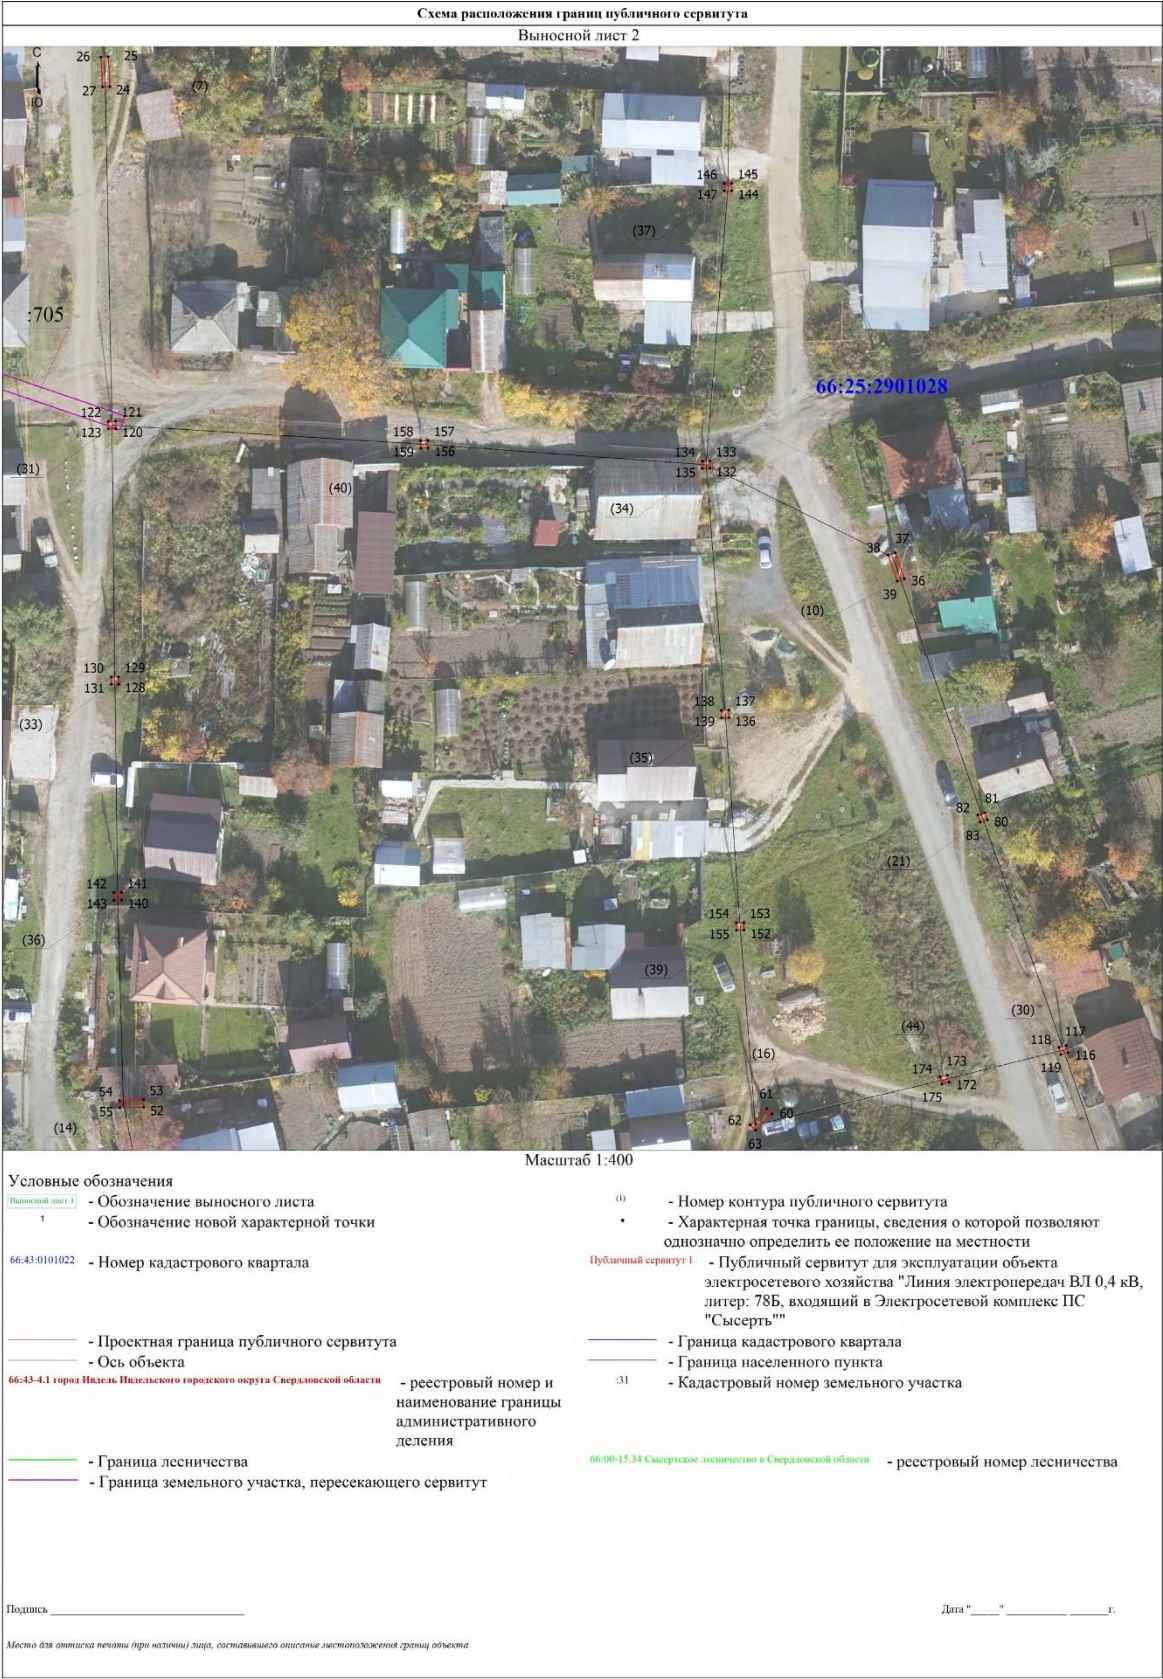 Схема расположения границ публичного сервитута
Выносной лист 2
С
Ю
26 25
27 24
(7)
146 145
147 144
(37)
:705
66:25:2901028
122 121
123 120
(31)
158 157
159 156
(40)
134 133
135 132
(34)
38 37
39 36
(10)
130 129
131 128
(33)
138 137
139 136
(35)
82 81
83 80
(21)
142 141
143 140
(36)
154 153
155 152
(39)
(30)
118 117
119 116
(44)
(16)
174 173
175 172
54 53
55 52
(14)
61
62 60
63
Масштаб 1:400
Условные обозначения
Выносной лист 1 - Обозначение выносного листа
1 - Обозначение новой характерной точки
66:43:0101022 - Номер кадастрового квартала
- Проектная граница публичного сервитута
- Ось объекта
66:43-4.1 город Ивдель Ивдельского городского округа Свердловской области - реестровый номер и
наименование границы
административного
деления
- Граница лесничества
- Граница земельного участка, пересекающего сервитут
(1) - Номер контура публичного сервитута
- Характерная точка границы, сведения о которой позволяют
однозначно определить ее положение на местности
Публичный сервитут 1 - Публичный сервитут для эксплуатации объекта
электросетевого хозяйства "Линия электропередач ВЛ 0,4 кВ,
литер: 78Б, входящий в Электросетевой комплекс ПС
"Сысерть""
- Граница кадастрового квартала
- Граница населенного пункта
:31 - Кадастровый номер земельного участка
66:00-15.34 Сысертское лесничество в Свердловской области - реестровый номер лесничества
Подпись ____________________
Дата "____" __________ ______г.
Место для оттиска печати (при наличии) лица, составившего описание местоположения границ объекта